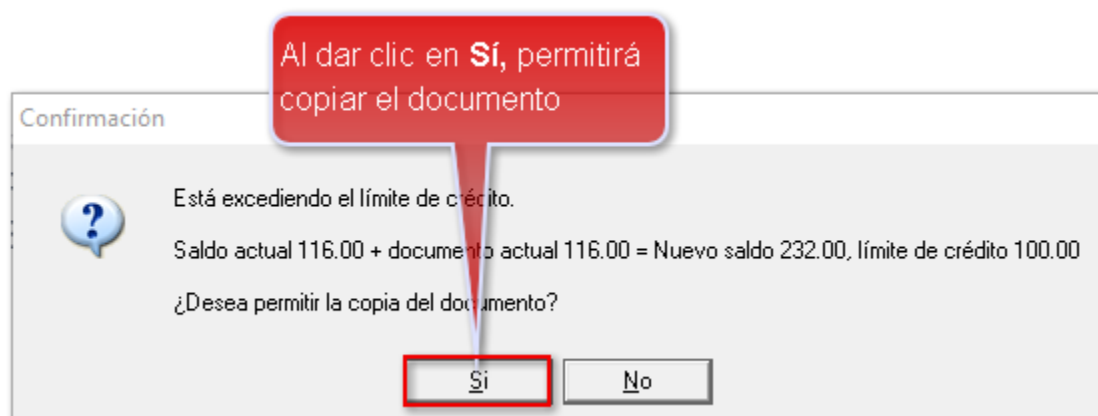 Al dar clic en Sí, permitirá
copiar el documento
Confirmación
Está excediendo el límite de crédito.
Saldo actual 116.00 + documento actual 116.00 = Nuevo saldo 232.00, límite de crédito 100.00
¿Desea permitir la copia del documento?
Si
No